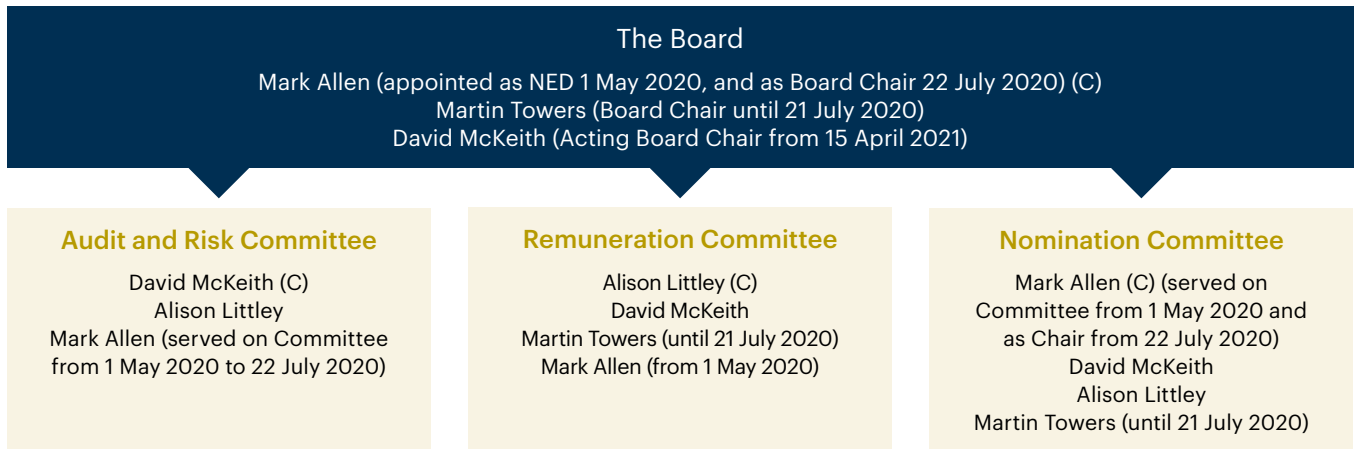 The Board
Mark Allen (appointed as NED 1 May 2020, and as Board Chair 22 July 2020) (C)
Martin Towers (Board Chair until 21 July 2020)
David McKeith (Acting Board Chair from 15 April 2021)
Audit and Risk Committee
David McKeith (C)
Alison Littley
Mark Allen (served on Committee
from 1 May 2020 to 22 July 2020)
Remuneration Committee
Alison Littley (C)
David McKeith
Martin Towers (until 21 July 2020)
Mark Allen (from 1 May 2020)
Nomination Committee
Mark Allen (C) (served on
Committee from 1 May 2020 and
as Chair from 22 July 2020)
David McKeith
Alison Littley
Martin Towers (until 21 July 2020)